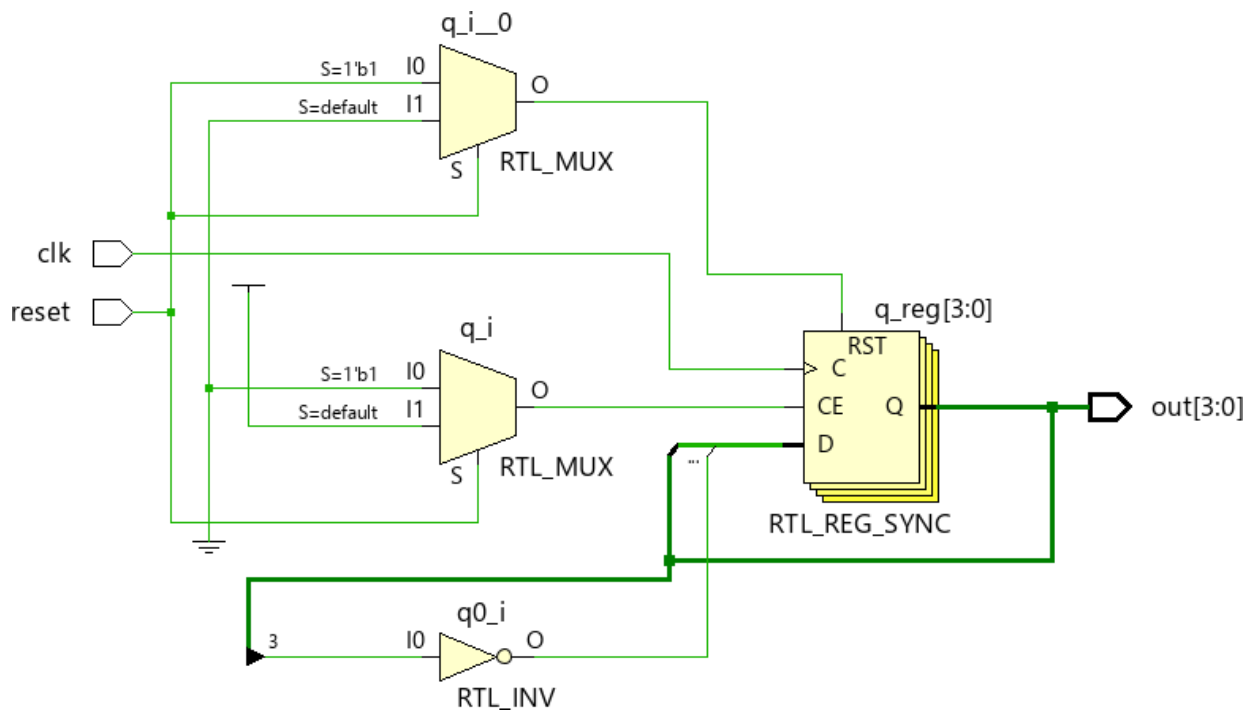 q_i__0
S=1'b1 I0
S=default I1
O
S
RTL_MUX
clk
reset
q_i
S=1'b1 I0
S=default I1
O
S
RTL_MUX
q_reg[3:0]
RST
C
CE
Q
D
...
RTL_REG_SYNC
out[3:0]
q0_i
3
I0
O
RTL_INV